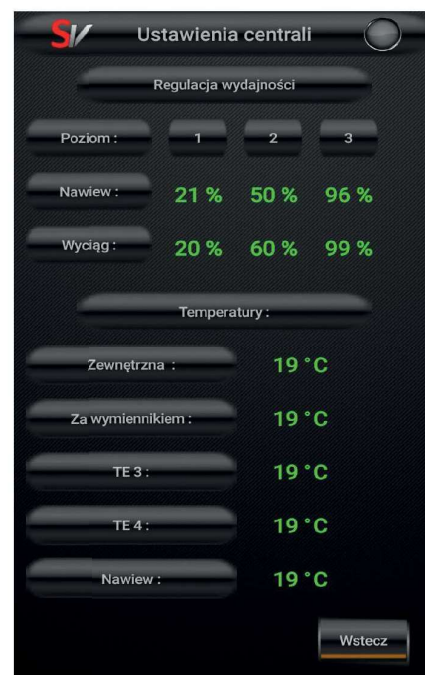 SV Ustawienia centrali
Regulacja wydajności
Poziom : 1 2 3
Nawiew : 21 % 50 % 96 %
Wyciąg : 20 % 60 % 99 %
Temperatury :
Zewnętrzna : 19 °C
Za wymiennikiem : 19 °C
TE 3 : 19 °C
TE 4 : 19 °C
Nawiew : 19 °C
Wstecz